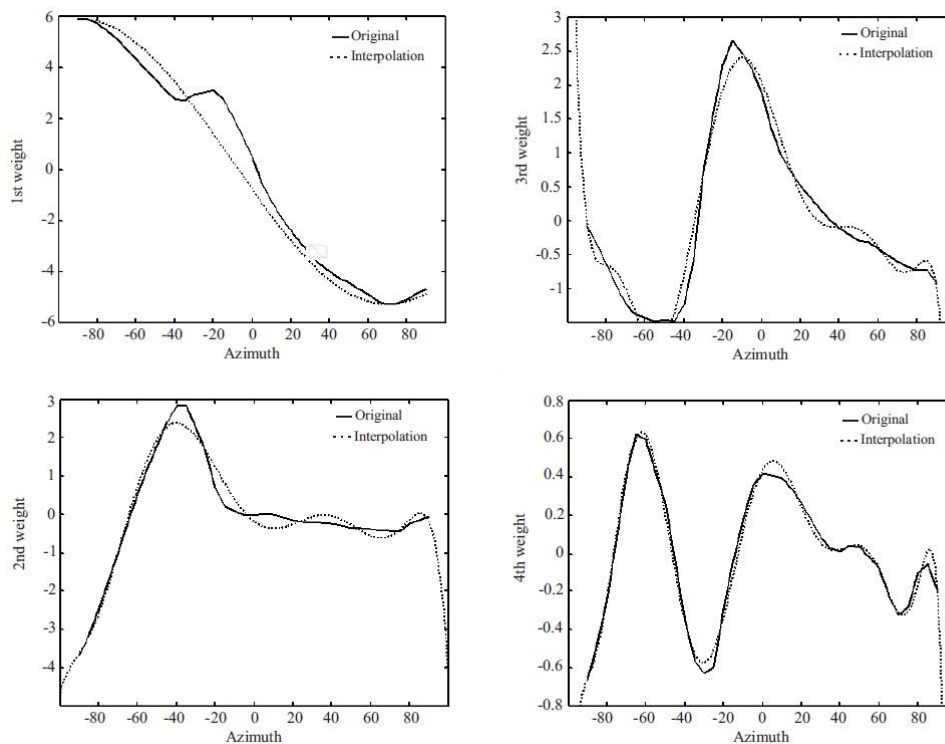 6
4
2
0
-2
-4
-6
1st weight
-80 -60 -40 -20 0 20 40 60 80
Azimuth
Original
Interpolation
3
2.5
2
1.5
1
0.5
0
-0.5
-1
3rd weight
-80 -60 -40 -20 0 20 40 60 80
Azimuth
Original
Interpolation
3
2
1
0
-1
-2
-4
2nd weight
-80 -60 -40 -20 0 20 40 60 80
Azimuth
Original
Interpolation
0.8
0.6
0.4
0.2
0
-0.2
-0.4
-0.6
-0.8
4th weight
-80 -60 -40 -20 0 20 40 60 80
Azimuth
Original
Interpolation